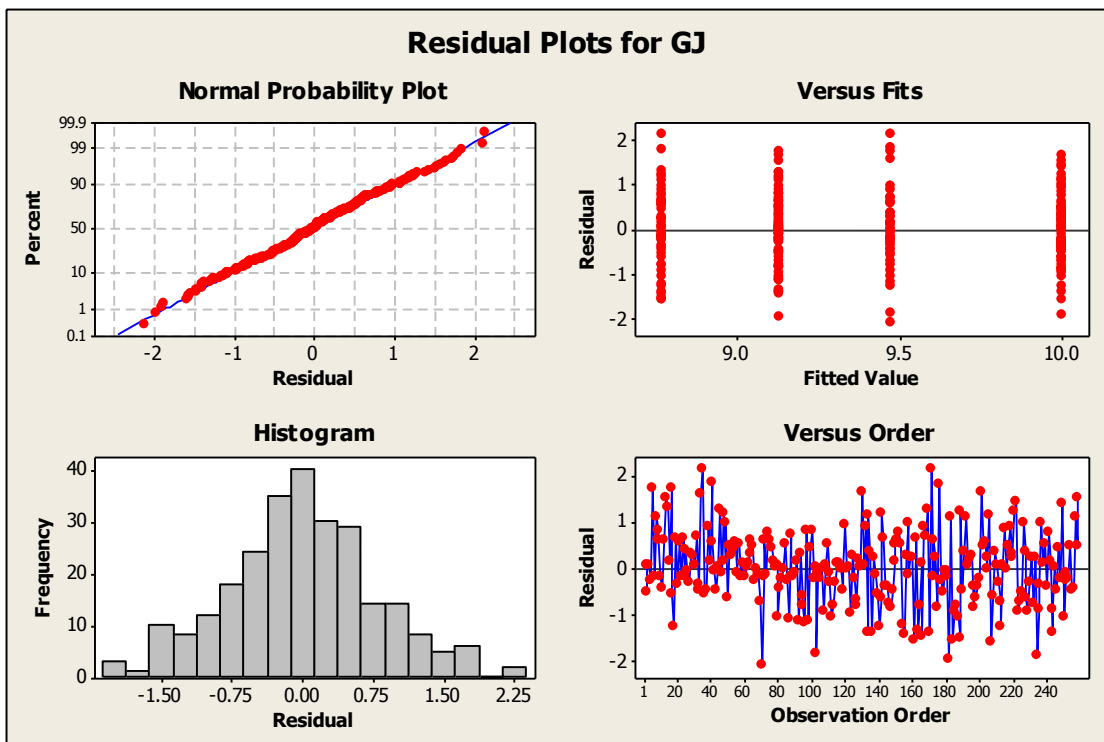 Residual Plots for GJ
Normal Probability Plot
99.9
99
90
50
10
1
0.1
Percent
-2 -1 0 1 2
Residual
Versus Fits
2
1
0
-1
-2
Residual
9.0 9.5 10.0
Fitted Value
Histogram
40
30
20
10
0
Frequency
-1.50 -0.75 0.00 0.75 1.50 2.25
Residual
Versus Order
2
1
0
-1
-2
Residual
1 20 40 60 80 100 120 140 160 180 200 220 240
Observation Order